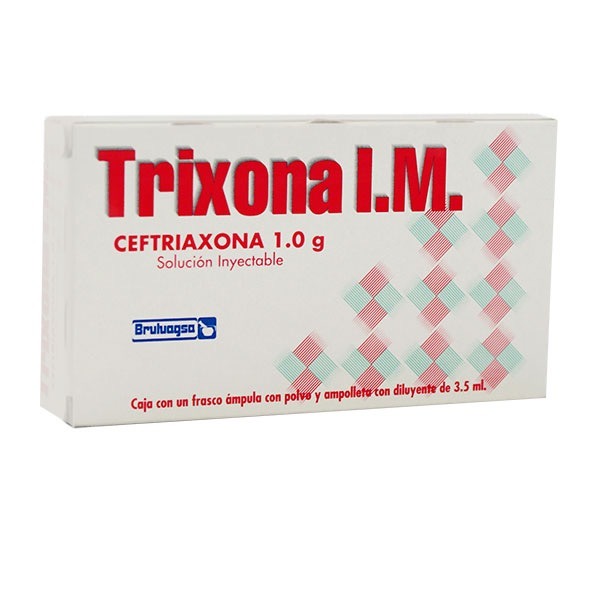 Trixona I.M.
CEFTRIAXONA 1.0 g
Solución Inyectable
Bruluagsa
Caja con un frasco ámpula con polvo y ampolleta con diluyente de 3.5 ml.